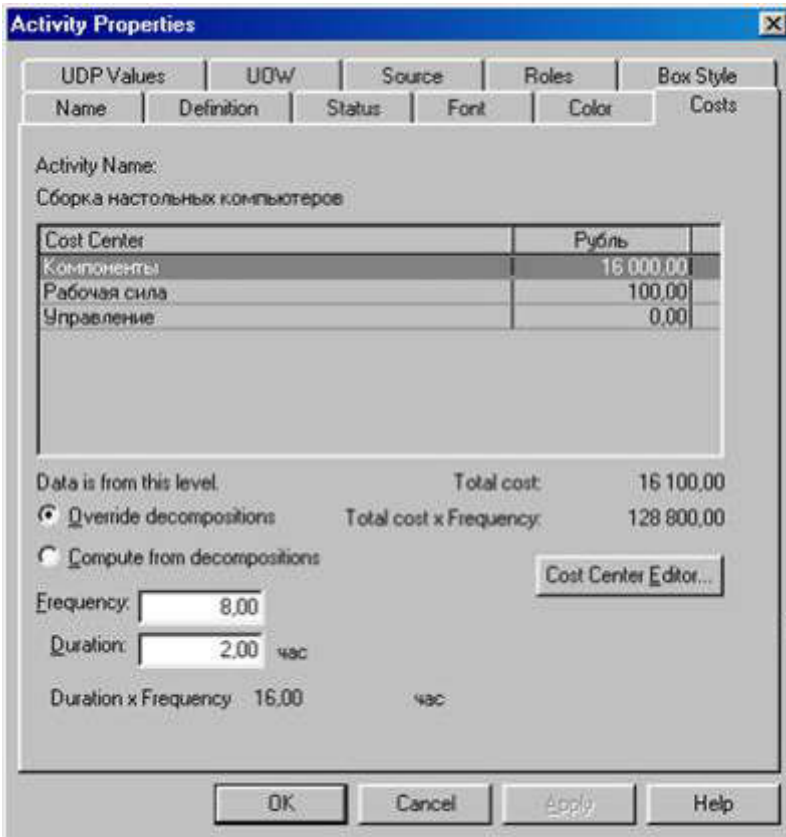 Activity Properties
UDP Values UOW Source Roles Box Style
Name Definition Status Font Color Costs
Activity Name:
Сборка настольных компьютеров
Cost Center Рубль
Компоненты 16 000,00
Рабочая сила 100,00
Управление 0,00
Data is from this level. Total cost: 16 100,00
Override decompositions Total cost x Frequency: 128 800,00
Compute from decompositions
Cost Center Editor...
Frequency: 8,00
Duration: 2,00 час
Duration x Frequency 16,00 час
OK Cancel Apply Help